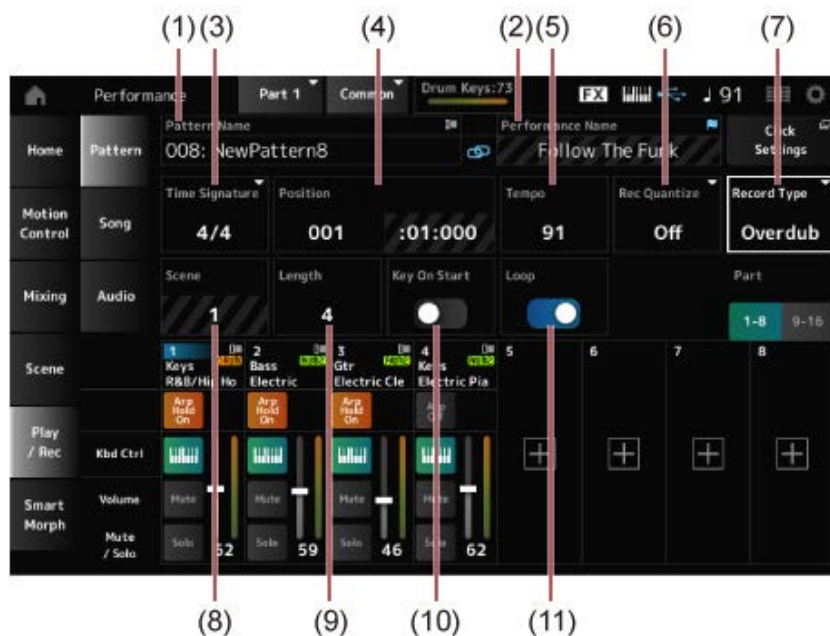 (1) (3) (4) (2) (5) (6) (7)
Performance Part 1 Common Drum Keys:73 FX ♩ 91
Home Pattern Pattern Name Performance Name Click Settings
008: NewPattern8 Follow The Funk
Motion Control Song Time Signature Position Tempo Rec Quantize Record Type
4/4 001 :01:000 91 Off Overdub
Mixing Audio Scene Length Key On Start Loop Part
1 4 1-8 9-16
Scene 1 2 3 4 5 6 7 8
Keys Bass Gtr Keys
R&B/Hip Ho Electric Electric Cle Electric Pia
Arp Hold On Arp Hold On Arp Hold On Arp Off
Play / Rec Kbd Ctrl
Smart Morph Volume Mute Mute Mute Mute
Mute / Solo Solo Solo Solo Solo
52 59 46 62
(8) (9) (10) (11)